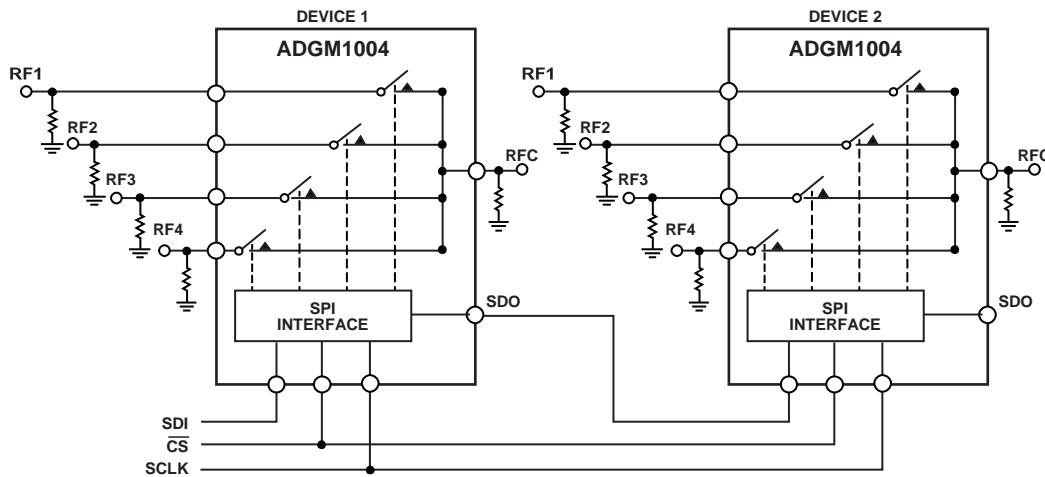 DEVICE 1
ADGM1004
RF1
RF2
RF3
RF4
RFC
SPI
INTERFACE
SDO
DEVICE 2
ADGM1004
RF1
RF2
RF3
RF4
RFC
SPI
INTERFACE
SDO
SDI
CS
SCLK